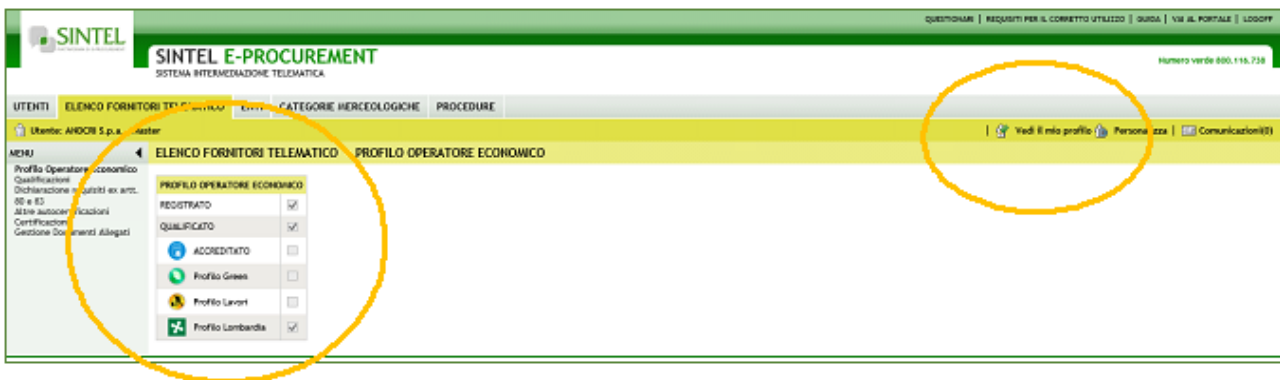 QUESTIONARI | REQUISITI PER IL CORRETTO UTILIZZO | GUIDA | VAI AL PORTALE | LOGOFF
SINTEL
SINTEL E-PROCUREMENT
SISTEMA INTERMEDIAZIONE TELEMATICA
Numero verde 800.116.738
UTENTI ELENCO FORNITORI TELEMATICO ENTI CATEGORIE MERCEOLOGICHE PROCEDURE
Utente: S.p.a.
| Vedi il mio profilo Personalizza | Comunicazioni(0)
MENU
ELENCO FORNITORI TELEMATICO PROFILO OPERATORE ECONOMICO
Profilo Operatore Economico
Qualificazioni
Dichiarazione requisiti ex artt.
80 e 83
Altre autocertificazioni
Certificazioni
Gestione Documenti Allegati
PROFILO OPERATORE ECONOMICO
REGISTRATO
QUALIFICATO
ACCREDITATO
Profilo Green
Profilo Lavori
Profilo Lombardia